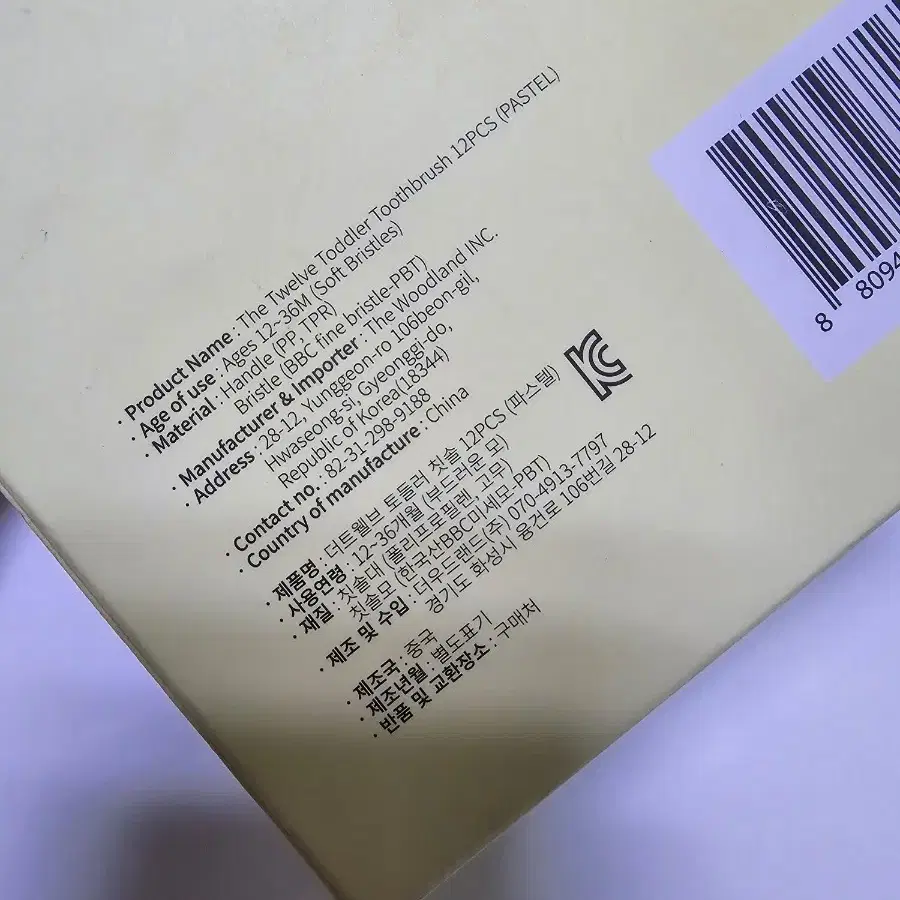 · Product Name : The Twelve Toddler Toothbrush 12PCS (PASTEL)
· Age of use : Ages 12~36M (Soft Bristles)
· Material : Handle (PP, TPR)
Bristle (BBC fine bristle-PBT)
· Manufacturer & Importer : The Woodland INC.
· Address : 28-12, Yunggeon-ro 106beon-gil,
Hwaseong-si, Gyeonggi-do,
Republic of Korea(18344)
· Contact no. : 82-31-298-9188
· Country of manufacture : China
· 제품명 : 더트웰브 토들러 칫솔 12PCS (파스텔)
· 사용연령 : 12~36개월 (부드러운 모)
· 재질 : 칫솔대 (폴리프로필렌, 고무)
칫솔모 (한국산BBC미세모-PBT)
· 제조 및 수입 : 더우드랜드(주) 070-4913-7797
경기도 화성시 융건로 106번길 28-12
· 제조국 : 중국
· 제조년월 : 별도표기
· 반품 및 교환장소 : 구매처
8 8094